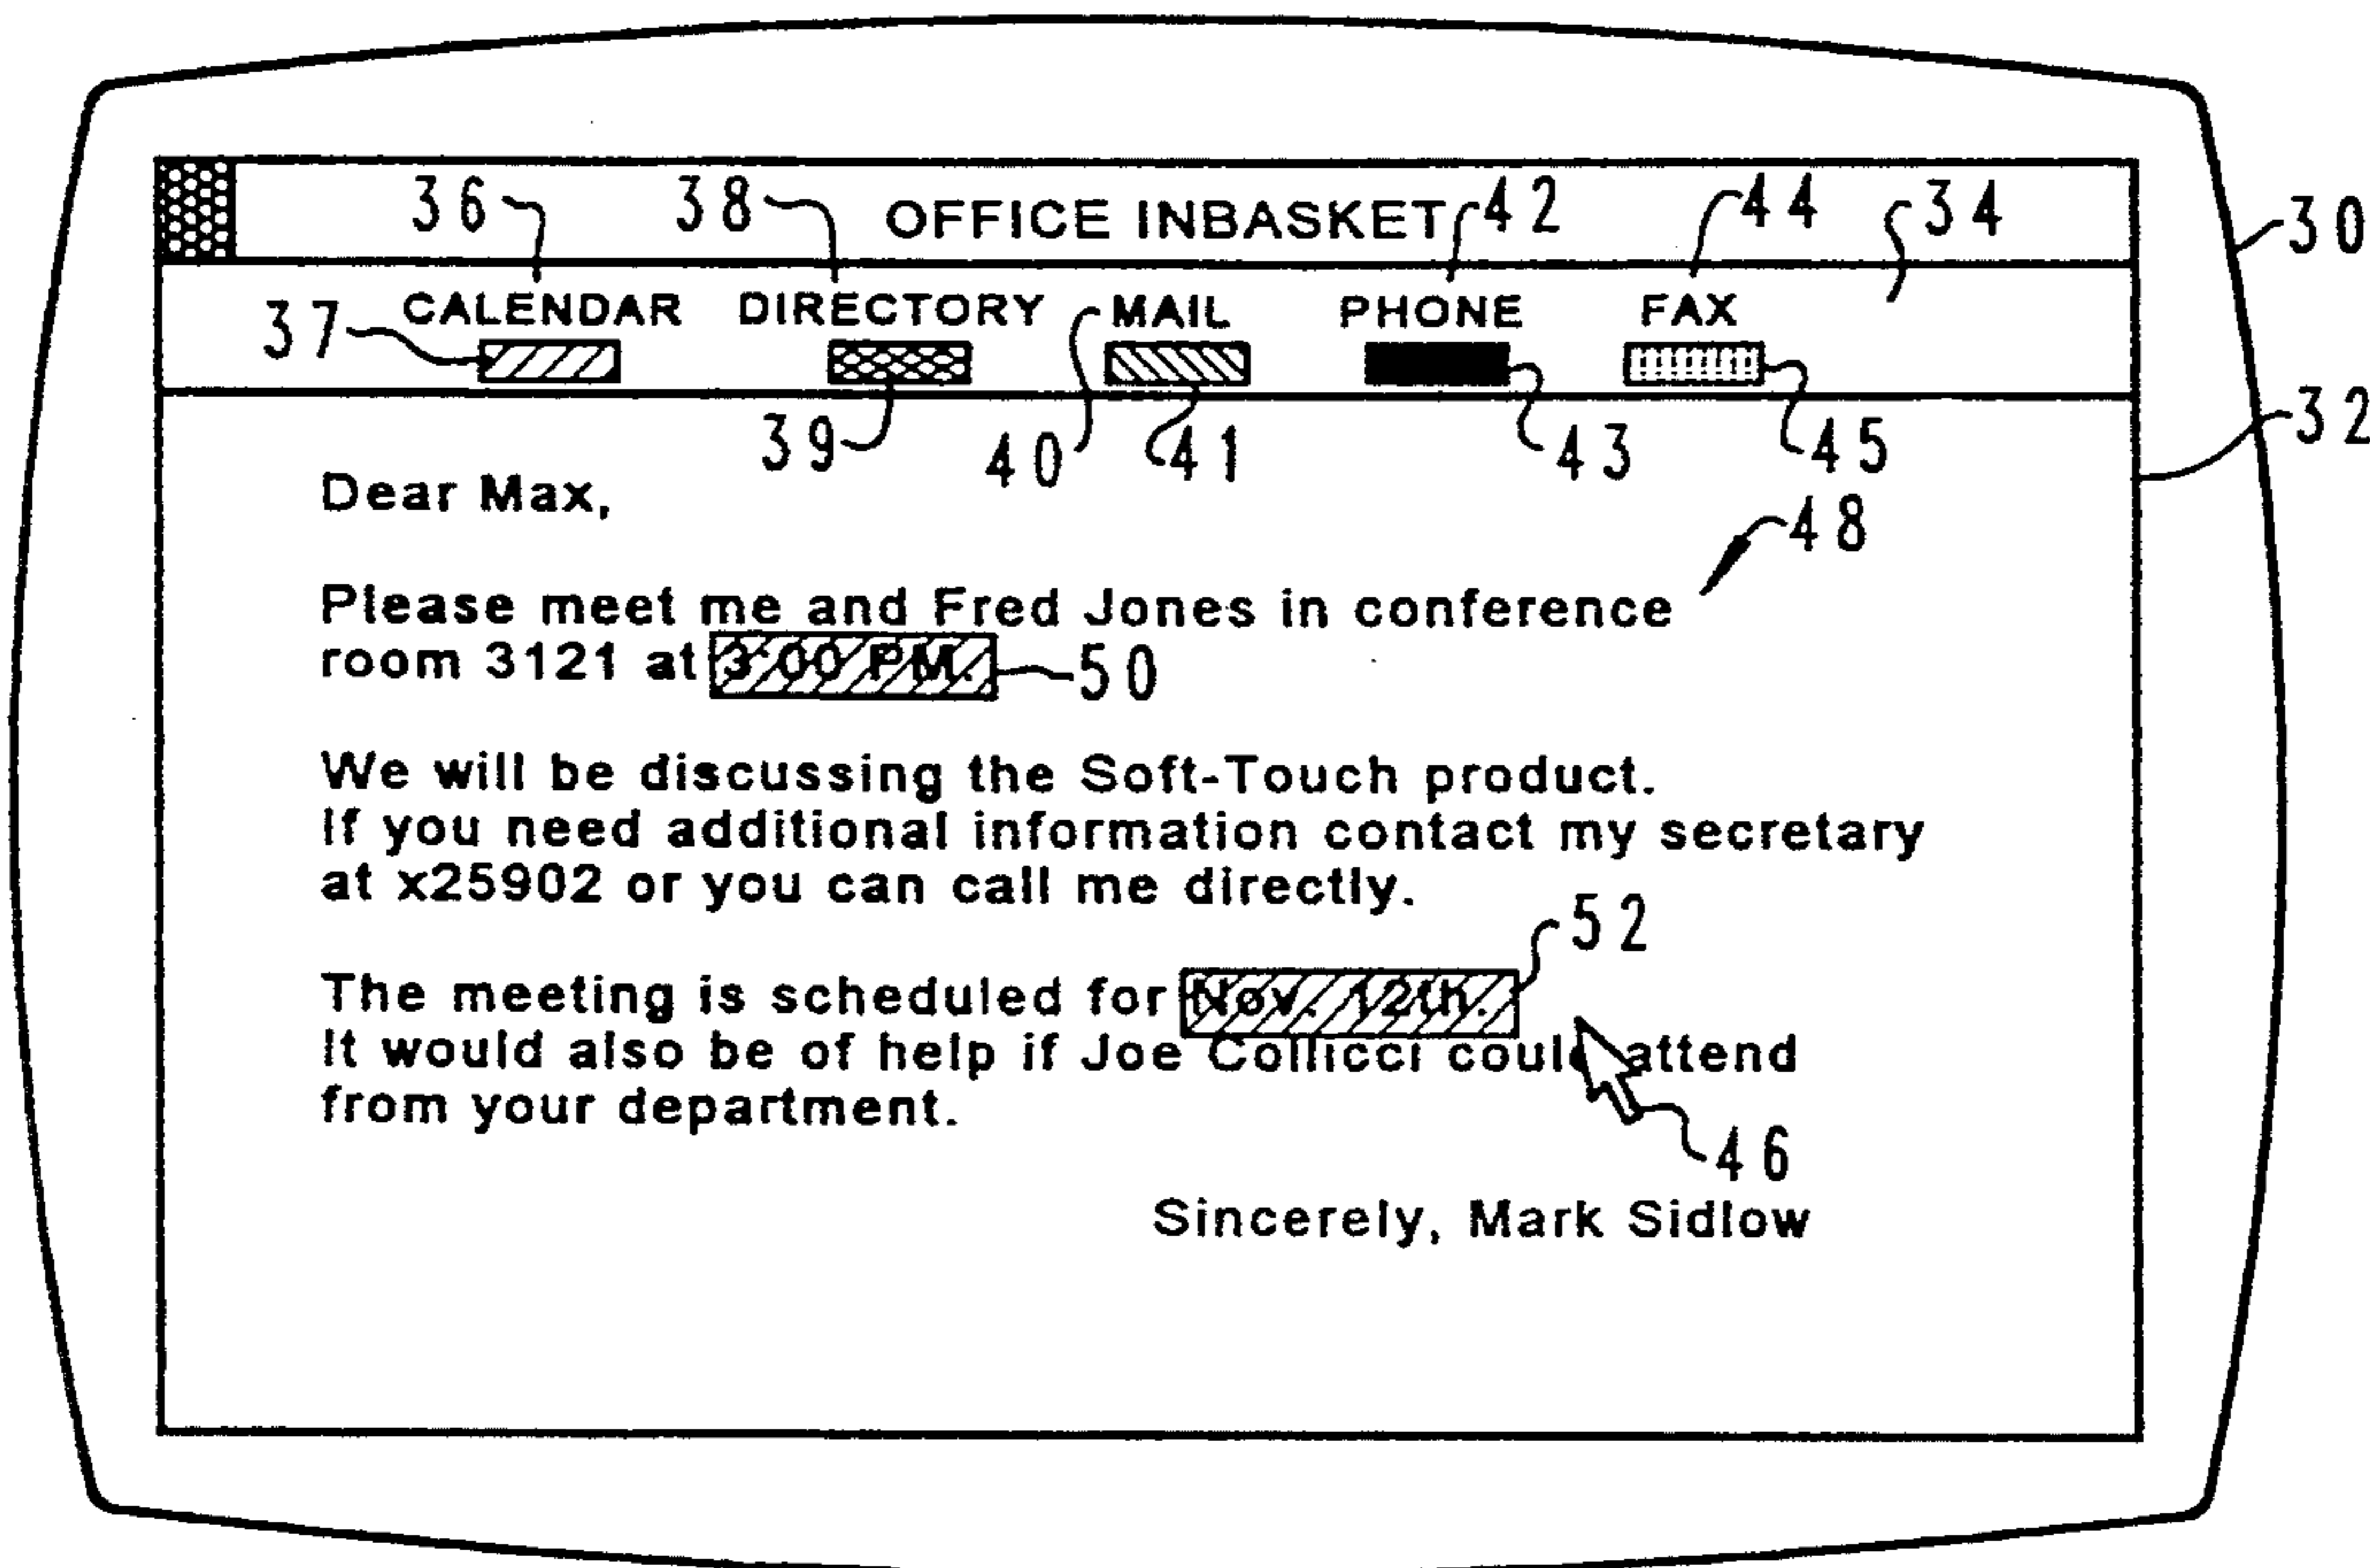 36 38 OFFICE INBASKET 42 44 34 30
37 CALENDAR DIRECTORY MAIL PHONE FAX
39 40 41 43 45 32
Dear Max,
48
Please meet me and Fred Jones in conference
room 3121 at 3:00 PM. 50
We will be discussing the Soft-Touch product.
If you need additional information contact my secretary
at x25902 or you can call me directly.
52
The meeting is scheduled for Nov. 12th.
It would also be of help if Joe Collicci could attend
from your department.
46
Sincerely, Mark Sidlow